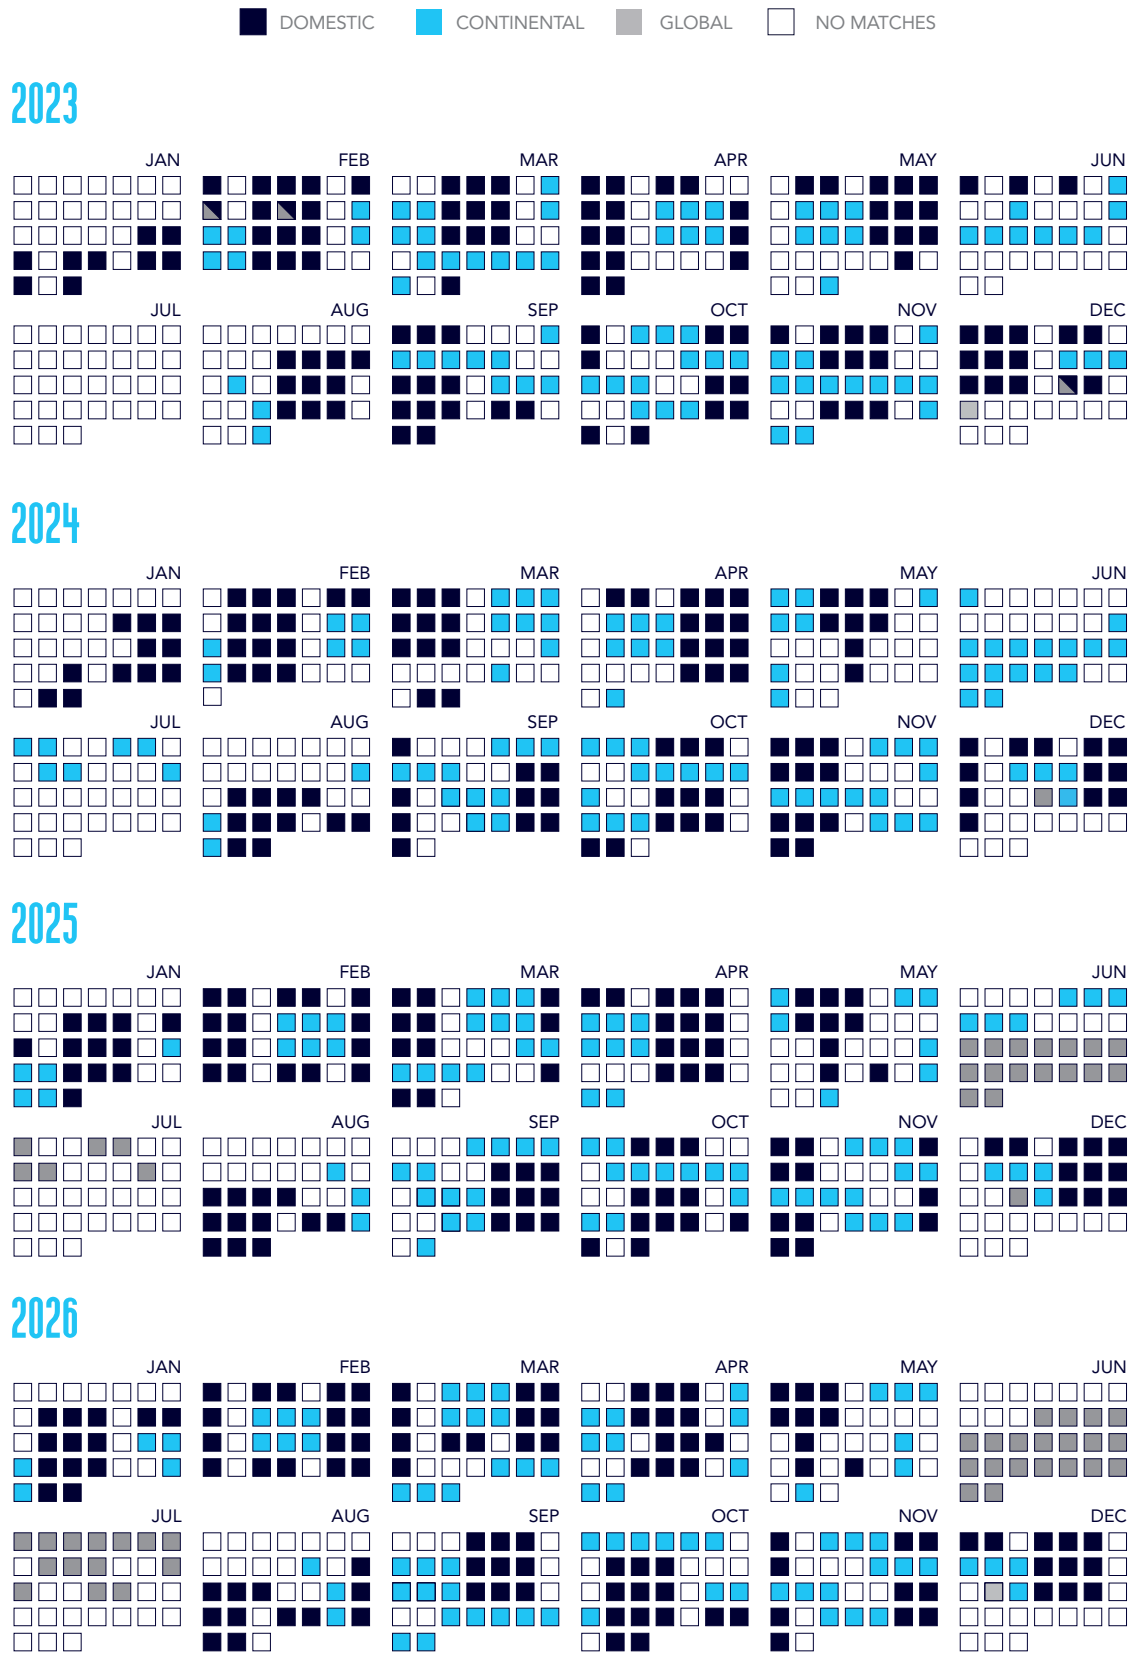 DOMESTIC CONTINENTAL GLOBAL NO MATCHES
2023
JAN FEB MAR APR MAY JUN
JUL AUG SEP OCT NOV DEC
2024
JAN FEB MAR APR MAY JUN
JUL AUG SEP OCT NOV DEC
2025
JAN FEB MAR APR MAY JUN
JUL AUG SEP OCT NOV DEC
2026
JAN FEB MAR APR MAY JUN
JUL AUG SEP OCT NOV DEC